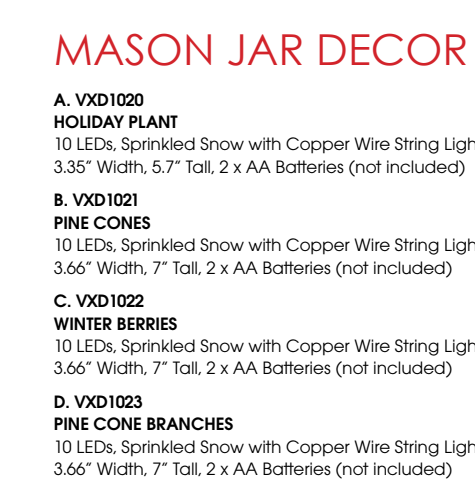 MASON JAR DECOR
A. VXD1020
HOLIDAY PLANT
10 LEDs, Sprinkled Snow with Copper Wire String Ligh
3.35” Width, 5.7” Tall, 2 x AA Batteries (not included)
B. VXD1021
PINE CONES
10 LEDs, Sprinkled Snow with Copper Wire String Ligh
3.66” Width, 7” Tall, 2 x AA Batteries (not included)
C. VXD1022
WINTER BERRIES
10 LEDs, Sprinkled Snow with Copper Wire String Ligh
3.66” Width, 7” Tall, 2 x AA Batteries (not included)
D. VXD1023
PINE CONE BRANCHES
10 LEDs, Sprinkled Snow with Copper Wire String Ligh
3.66” Width, 7” Tall, 2 x AA Batteries (not included)